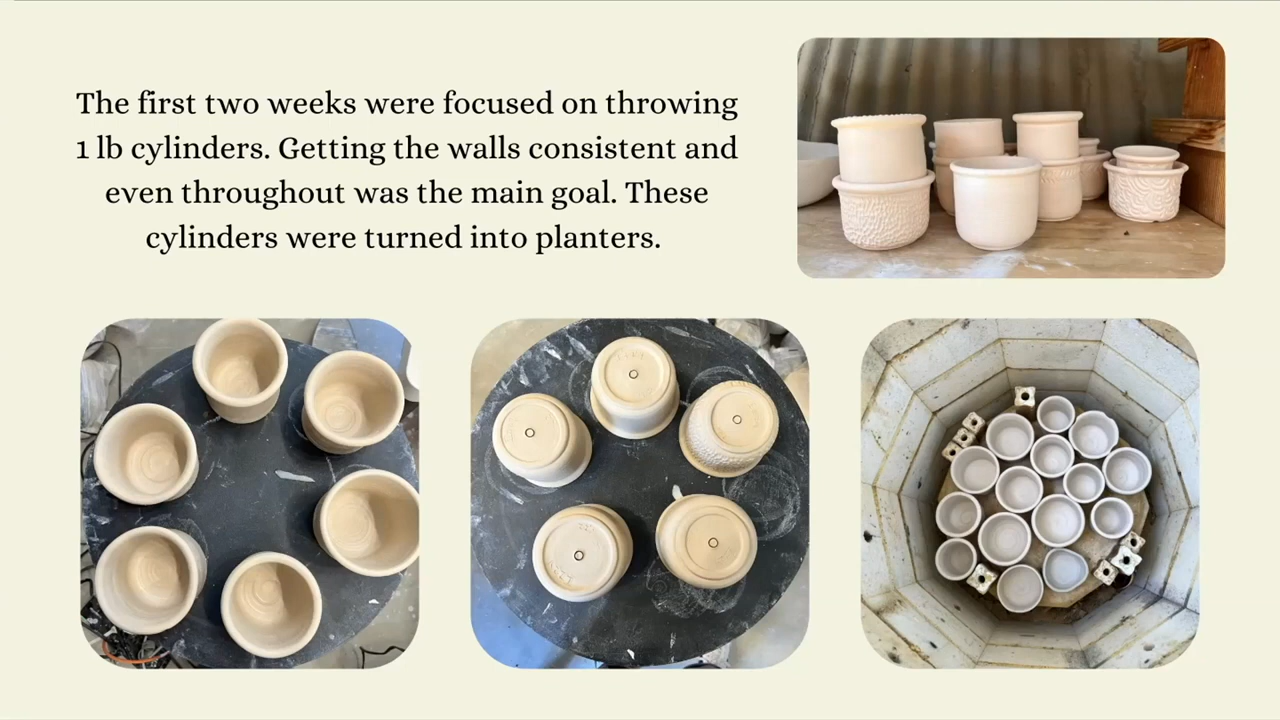 The first two weeks were focused on throwing
1 lb cylinders. Getting the walls consistent and
even throughout was the main goal. These
cylinders were turned into planters.